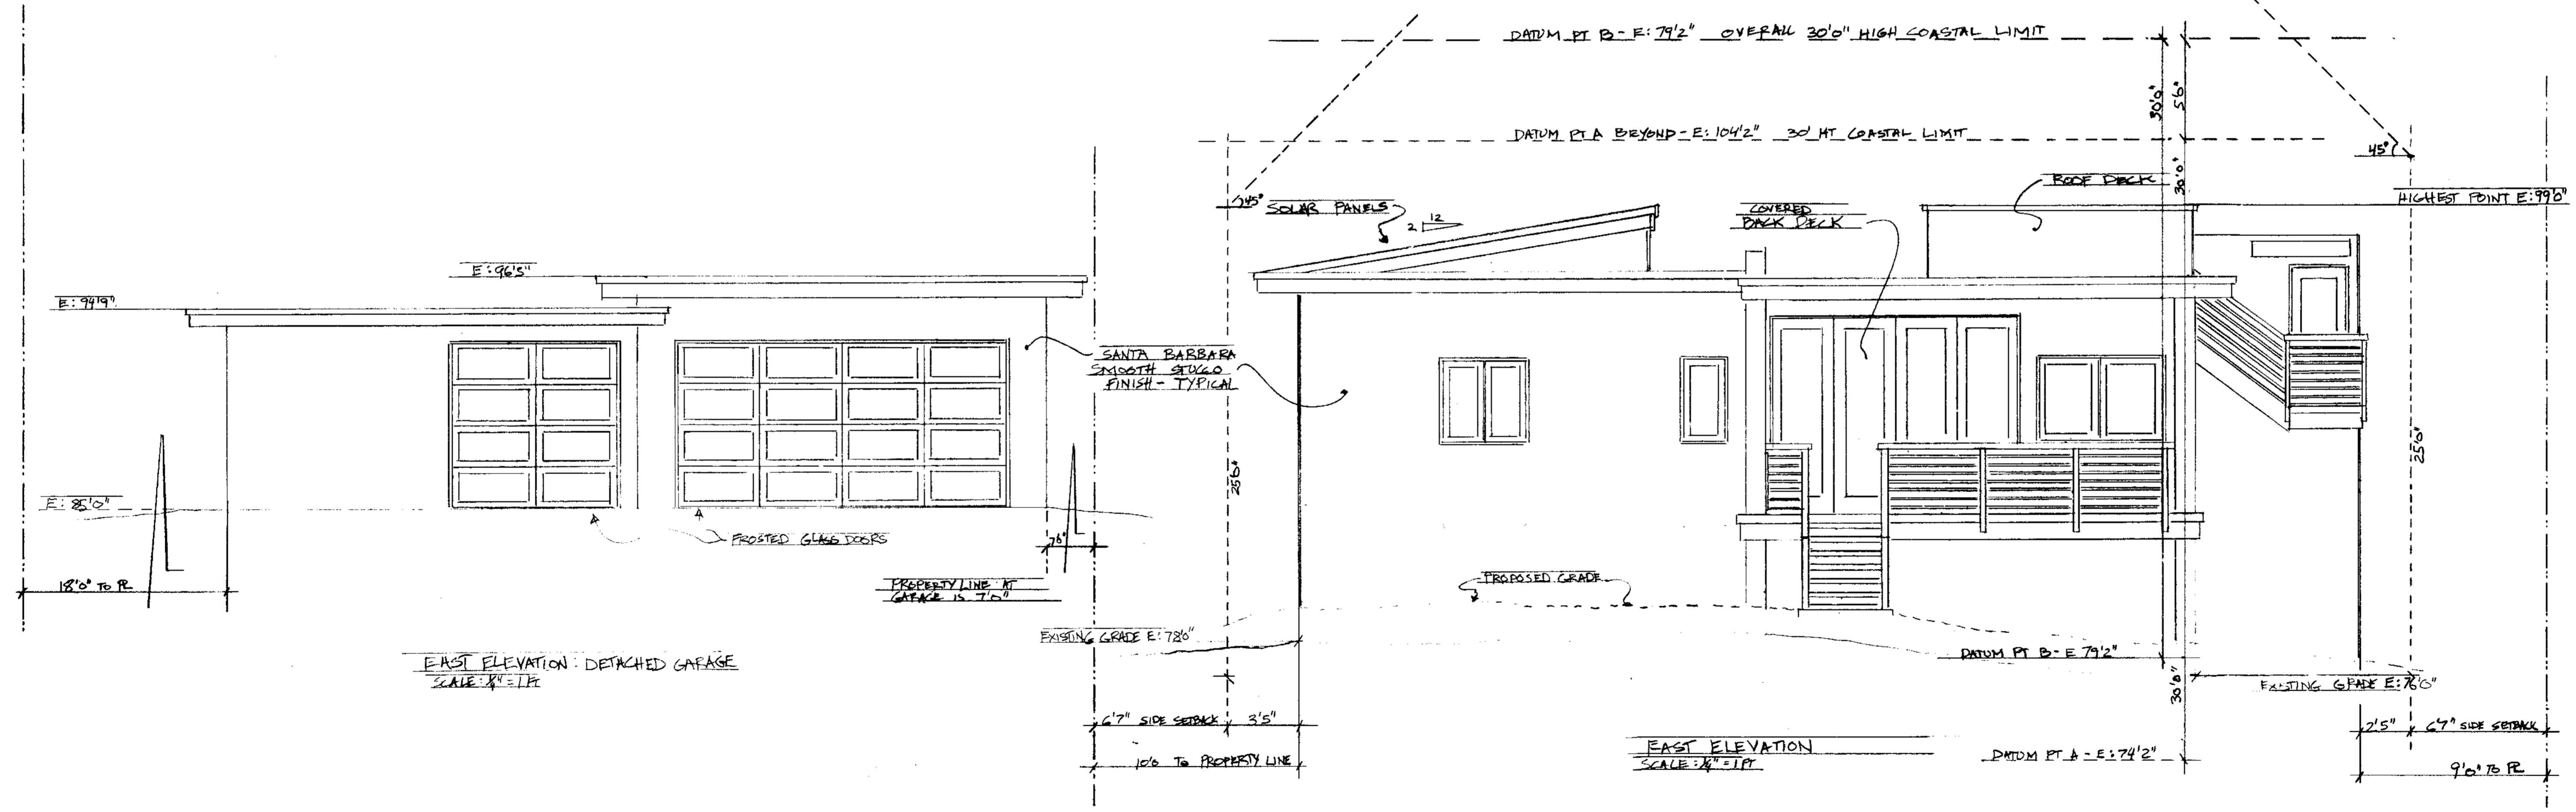 DATUM PT B - E: 79'2" OVERALL 30'0" HIGH COASTAL LIMIT
30'0"
5'0"
DATUM PT A BEYOND - E: 104'2" 30' HT COASTAL LIMIT
45°
30'0"
ROOF DECK
HIGHEST POINT E: 99'0"
45°
SOLAR PANELS
12
2
COVERED
BACK DECK
E: 96'5"
E: 94'9"
SANTA BARBARA
SMOOTH STUCCO
FINISH - TYPICAL
25'0"
25'0"
E: 85'0"
FROSTED GLASS DOORS
18'0" TO PL
PROPERTY LINE AT
GARAGE IS 7'0"
PROPOSED GRADE
EXISTING GRADE E: 78'0"
DATUM PT B - E 79'2"
EAST ELEVATION: DETACHED GARAGE
SCALE: ¼" = 1 FT
30'0"
EXISTING GRADE E: 76'0"
6'7" SIDE SETBACK
3'5"
2'5"
6'7" SIDE SETBACK
10'0 TO PROPERTY LINE
EAST ELEVATION
SCALE: ¼" = 1 FT
DATUM PT A - E: 74'2"
9'0" TO PL